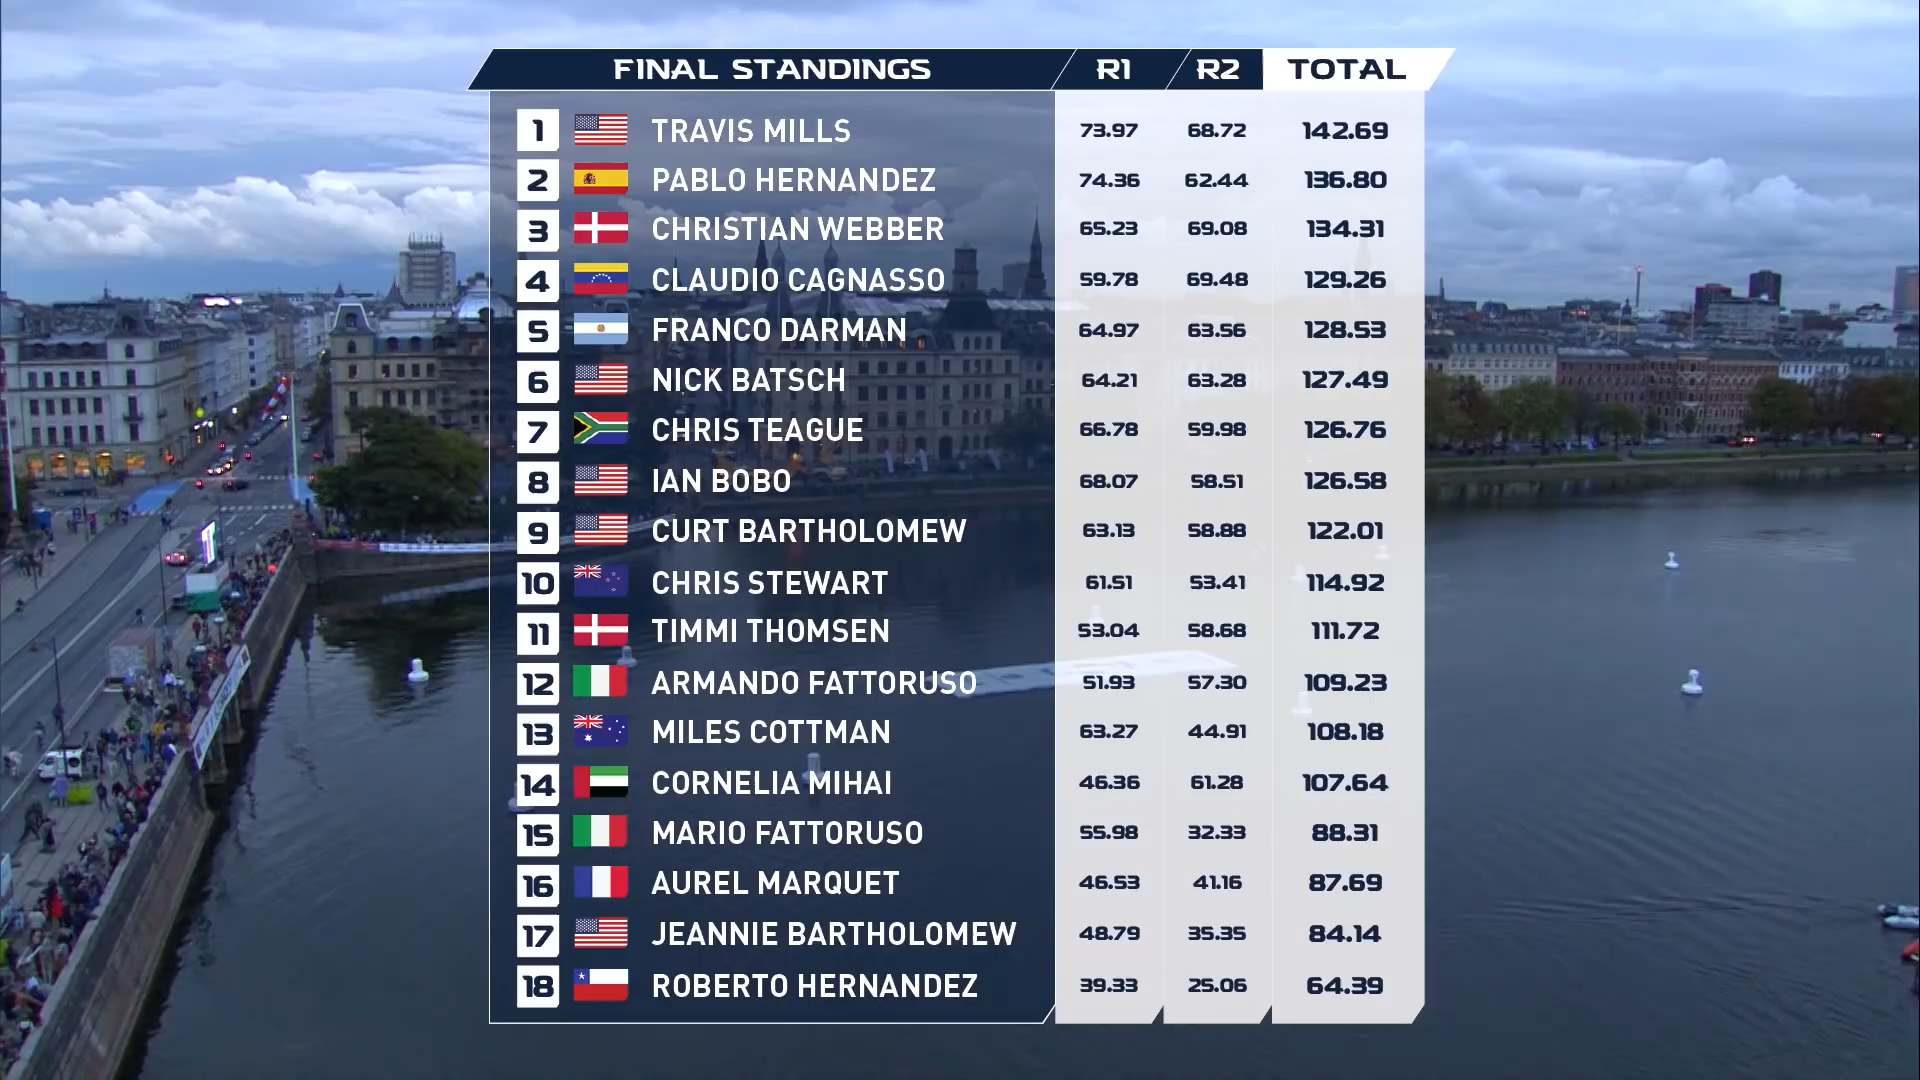 FINAL STANDINGS R1 R2 TOTAL
1 TRAVIS MILLS 73.97 68.72 142.69
2 PABLO HERNANDEZ 74.36 62.44 136.80
3 CHRISTIAN WEBBER 65.23 69.08 134.31
4 CLAUDIO CAGNASSO 59.78 69.48 129.26
5 FRANCO DARMAN 64.97 63.56 128.53
6 NICK BATSCH 64.21 63.28 127.49
7 CHRIS TEAGUE 66.78 59.98 126.76
8 IAN BOBO 68.07 58.51 126.58
9 CURT BARTHOLOMEW 63.13 58.88 122.01
10 CHRIS STEWART 61.51 53.41 114.92
11 TIMMI THOMSEN 53.04 58.68 111.72
12 ARMANDO FATTORUSO 51.93 57.30 109.23
13 MILES COTTMAN 63.27 44.91 108.18
14 CORNELIA MIHAI 46.36 61.28 107.64
15 MARIO FATTORUSO 55.98 32.33 88.31
16 AUREL MARQUET 46.53 41.16 87.69
17 JEANNIE BARTHOLOMEW 48.79 35.35 84.14
18 ROBERTO HERNANDEZ 39.33 25.06 64.39